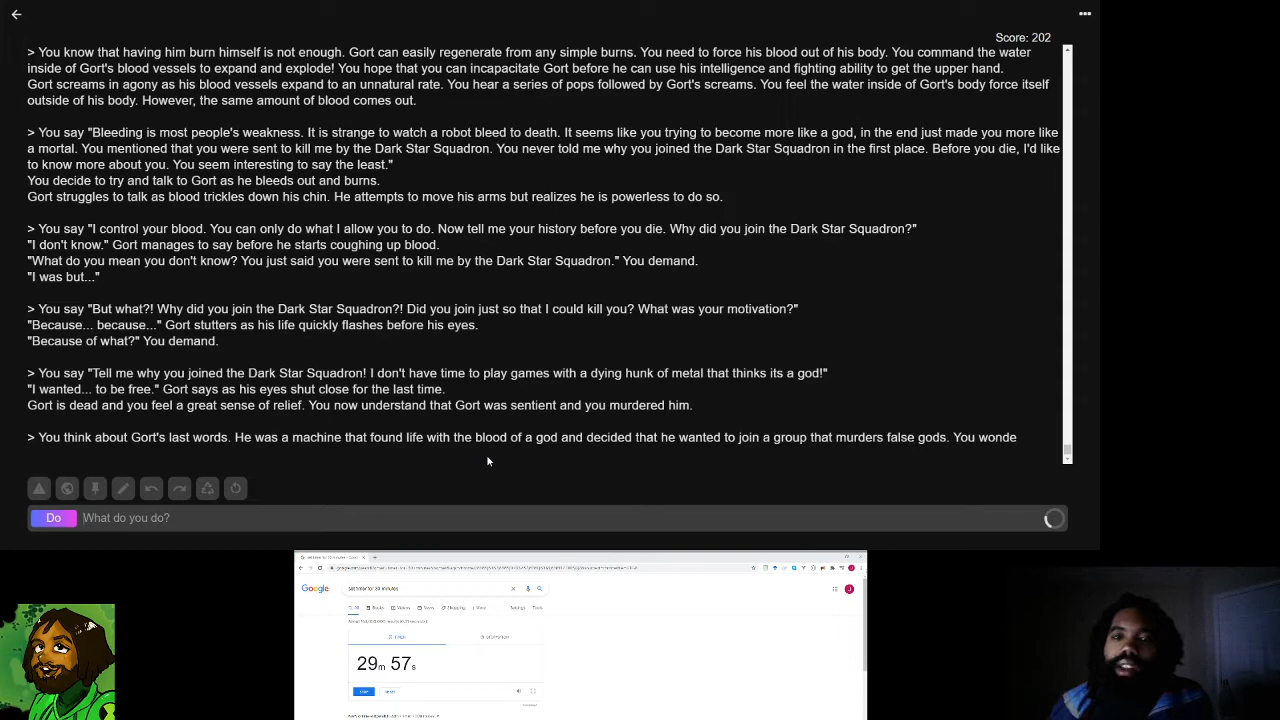 Score: 202
> You know that having him burn himself is not enough. Gort can easily regenerate from any simple burns. You need to force his blood out of his body. You command the water
inside of Gort's blood vessels to expand and explode! You hope that you can incapacitate Gort before he can use his intelligence and fighting ability to get the upper hand.
Gort screams in agony as his blood vessels expand to an unnatural rate. You hear a series of pops followed by Gort's screams. You feel the water inside of Gort's body force itself
outside of his body. However, the same amount of blood comes out.
> You say "Bleeding is most people's weakness. It is strange to watch a robot bleed to death. It seems like you trying to become more like a god, in the end just made you more like
a mortal. You mentioned that you were sent to kill me by the Dark Star Squadron. You never told me why you joined the Dark Star Squadron in the first place. Before you die, I'd like
to know more about you. You seem interesting to say the least."
You decide to try and talk to Gort as he bleeds out and burns.
Gort struggles to talk as blood trickles down his chin. He attempts to move his arms but realizes he is powerless to do so.
> You say "I control your blood. You can only do what I allow you to do. Now tell me your history before you die. Why did you join the Dark Star Squadron?"
"I don't know." Gort manages to say before he starts coughing up blood.
"What do you mean you don't know? You just said you were sent to kill me by the Dark Star Squadron." You demand.
"I was but..."
> You say "But what?! Why did you join the Dark Star Squadron?! Did you join just so that I could kill you? What was your motivation?"
"Because... because..." Gort stutters as his life quickly flashes before his eyes.
"Because of what?" You demand.
> You say "Tell me why you joined the Dark Star Squadron! I don't have time to play games with a dying hunk of metal that thinks its a god!"
"I wanted... to be free." Gort says as his eyes shut close for the last time.
Gort is dead and you feel a great sense of relief. You now understand that Gort was sentient and you murdered him.
> You think about Gort's last words. He was a machine that found life with the blood of a god and decided that he wanted to join a group that murders false gods. You wonde
Do What do you do?
Google
All Books Videos News Shopping More Settings Tools
TIMER STOPWATCH
29m 57s